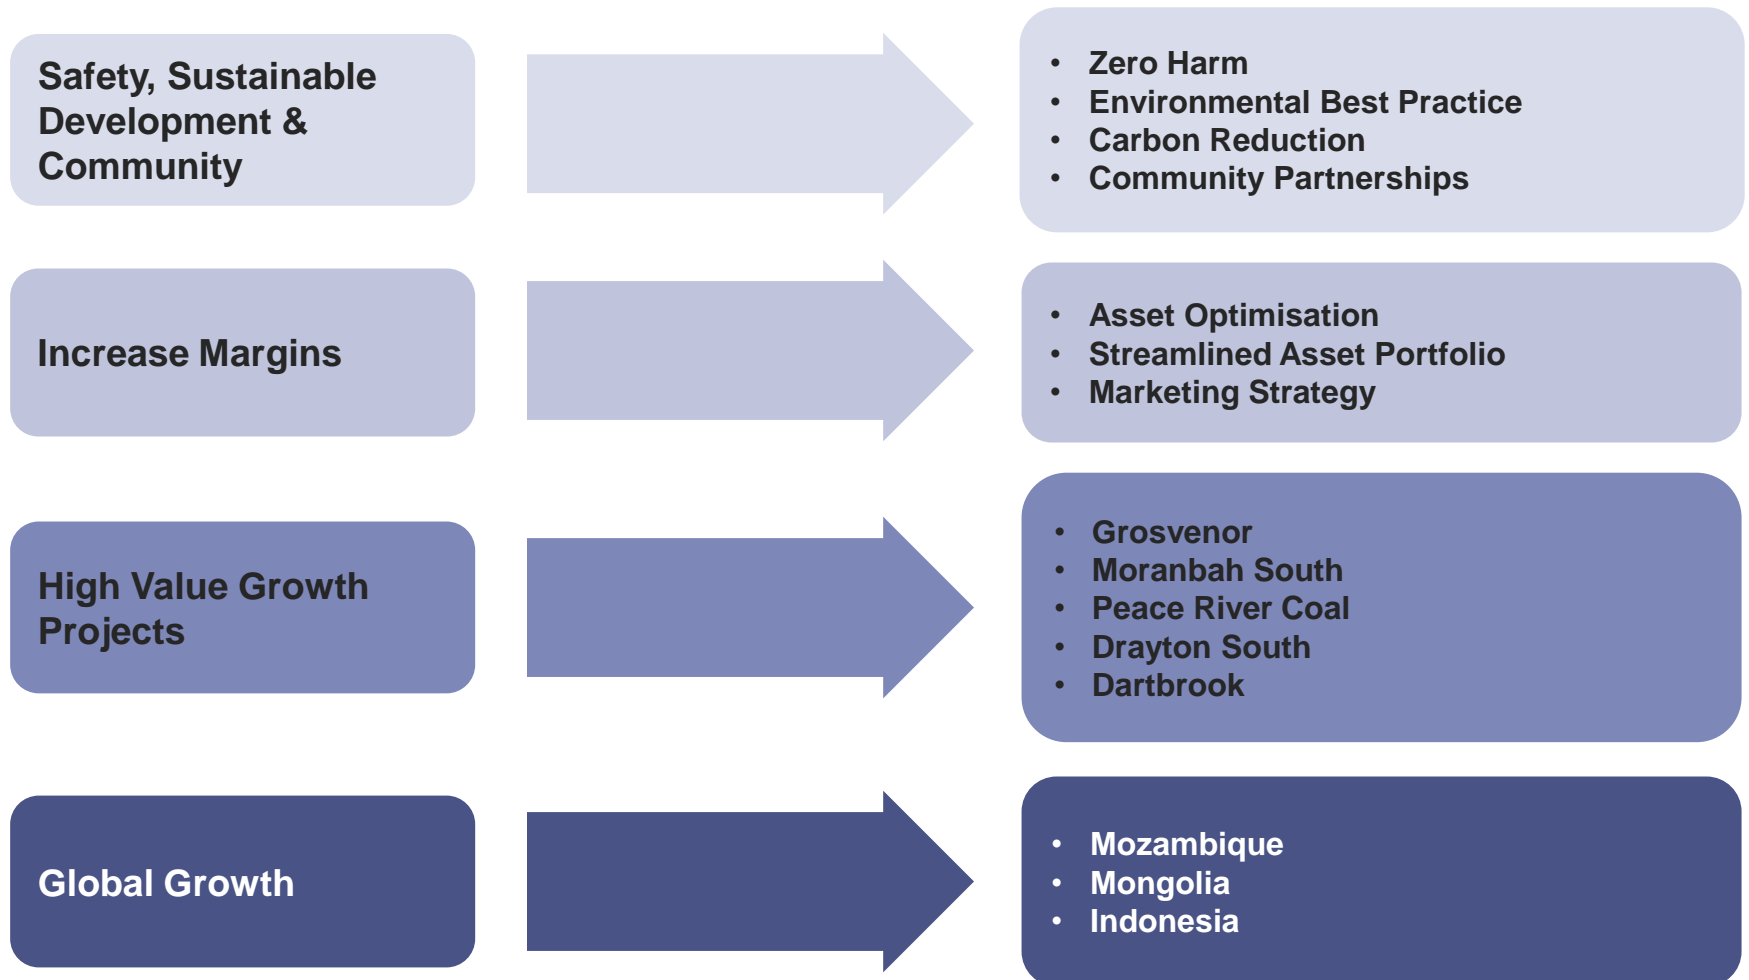 Safety, Sustainable
Development &
Community
• Zero Harm
• Environmental Best Practice
• Carbon Reduction
• Community Partnerships
Increase Margins
• Asset Optimisation
• Streamlined Asset Portfolio
• Marketing Strategy
High Value Growth
Projects
• Grosvenor
• Moranbah South
• Peace River Coal
• Drayton South
• Dartbrook
Global Growth
• Mozambique
• Mongolia
• Indonesia